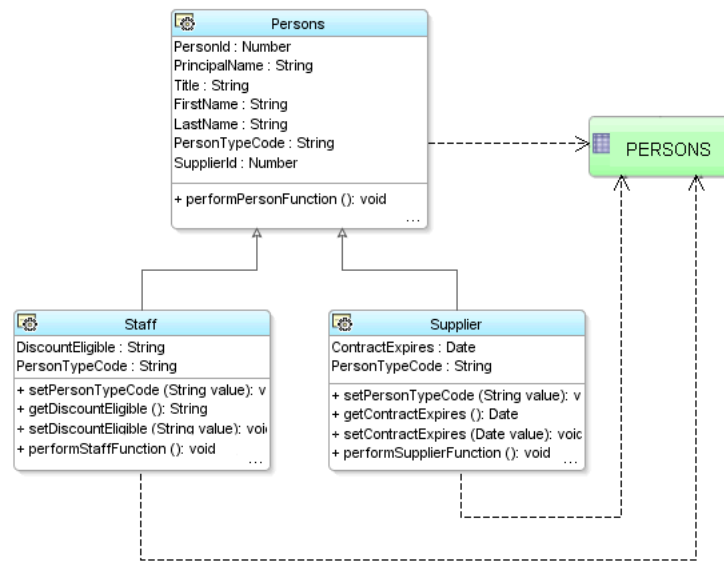 Persons
PersonId : Number
PrincipalName : String
Title : String
FirstName : String
LastName : String
PersonTypeCode : String
SupplierId : Number
+ performPersonFunction (): void
...
PERSONS
Staff
DiscountEligible : String
PersonTypeCode : String
+ setPersonTypeCode (String value): v
+ getDiscountEligible (): String
+ setDiscountEligible (String value): voi
+ performStaffFunction (): void
...
Supplier
ContractExpires : Date
PersonTypeCode : String
+ setPersonTypeCode (String value): v
+ getContractExpires (): Date
+ setContractExpires (Date value): voic
+ performSupplierFunction (): void
...